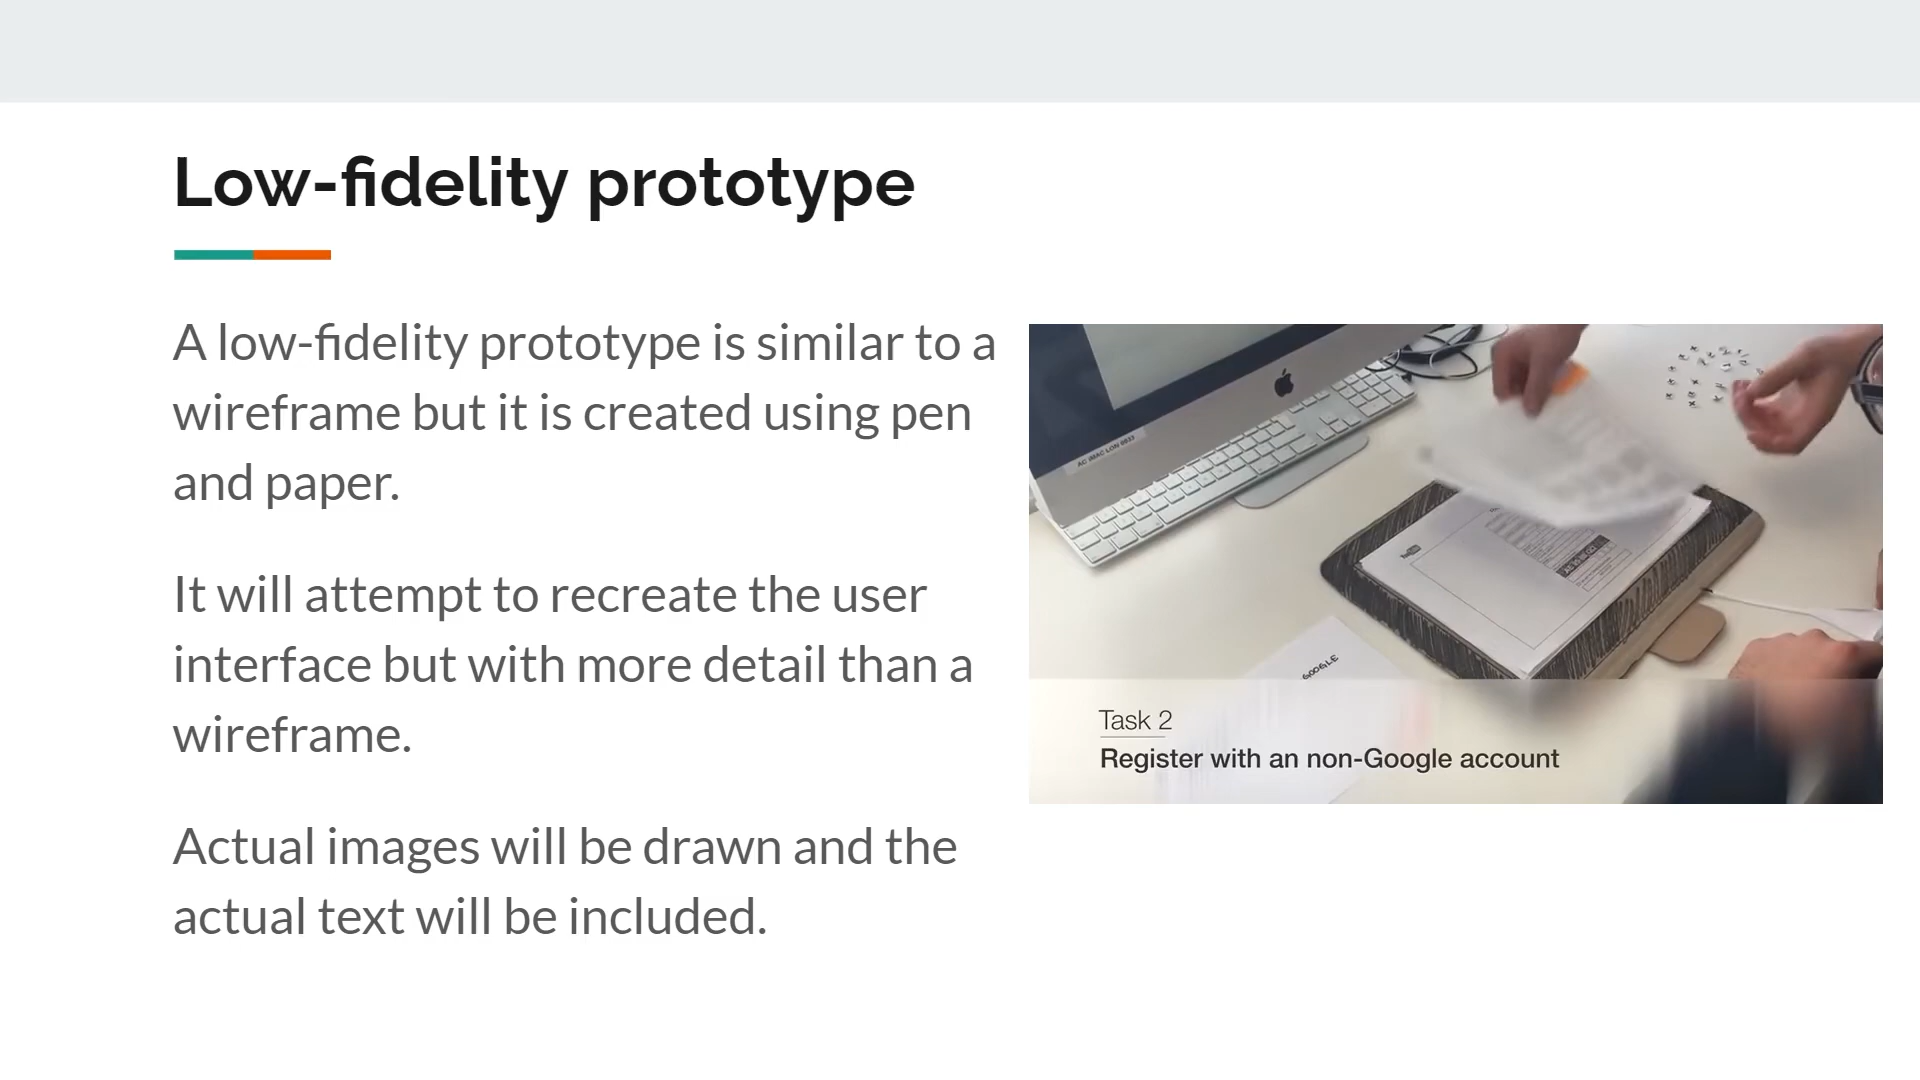 Low-fidelity prototype
A low-fidelity prototype is similar to a
wireframe but it is created using pen
and paper.
It will attempt to recreate the user
interface but with more detail than a
wireframe.
Actual images will be drawn and the
actual text will be included.
GOOGLE
Task 2
Register with an non-Google account